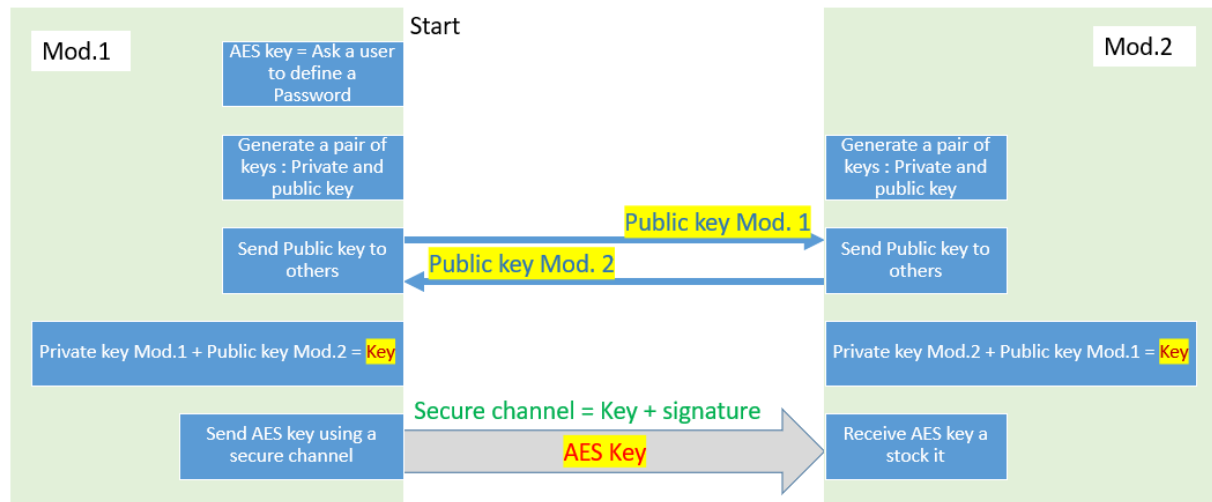 Start
Mod.1
Mod.2
AES key = Ask a user
to define a
Password
Generate a pair of
keys : Private and
public key
Generate a pair of
keys : Private and
public key
Public key Mod. 1
Send Public key to
others
Public key Mod. 2
Send Public key to
others
Private key Mod.1 + Public key Mod.2 = Key
Private key Mod.2 + Public key Mod.1 = Key
Secure channel = Key + signature
Send AES key using a
secure channel
AES Key
Receive AES key a
stock it